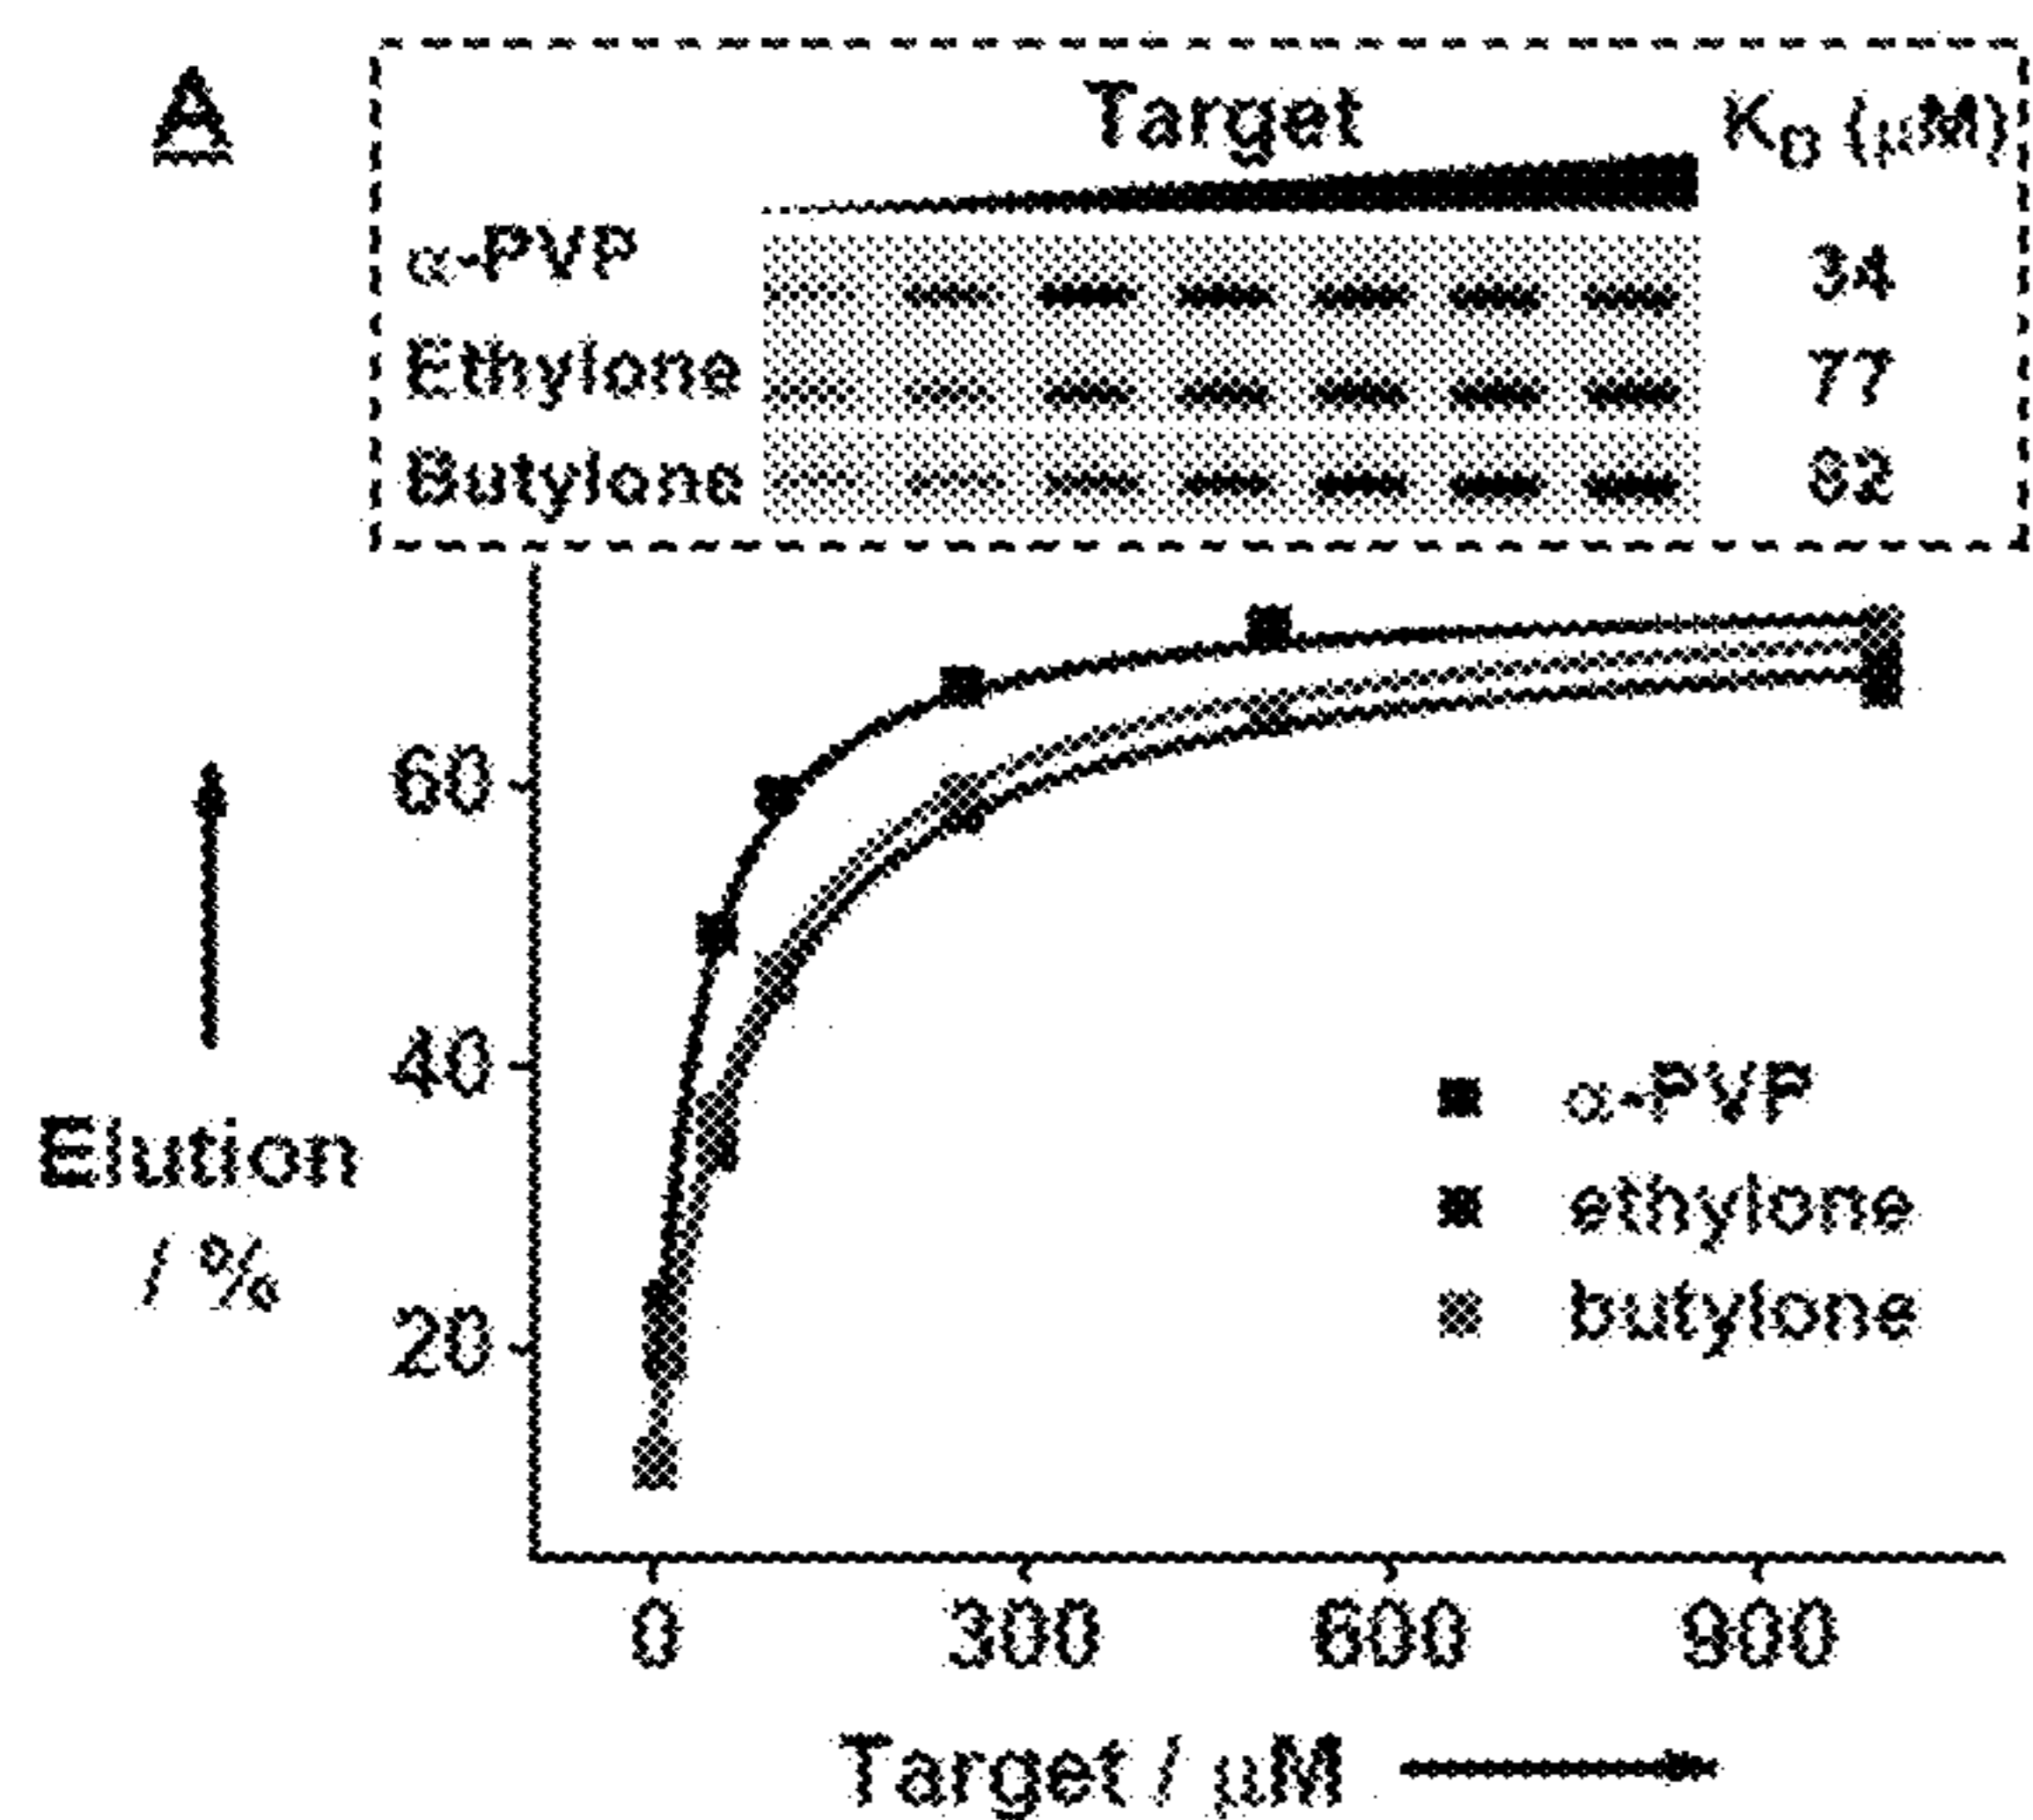 A
Target
K_D (μM)
α-PVP
34
Ethylone
77
Butylone
82
60
40
20
Elution
/ %
α-PVP
ethylone
butylone
0
300
600
900
Target / μM